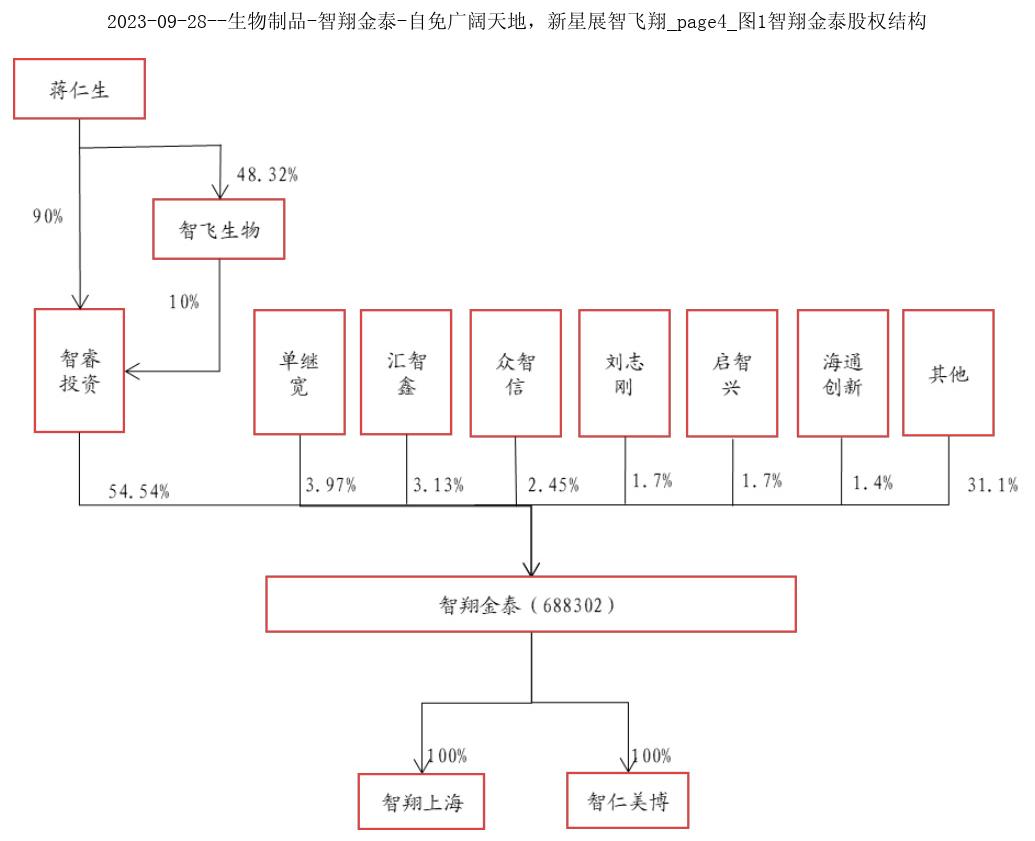 2023-09-28--生物制品-智翔金泰-自免广阔天地，新星展智飞翔_page4_图1智翔金泰股权结构
蒋仁生
48.32%
90%
智飞生物
10%
智睿
投资
单继
宽
汇智
鑫
众智
信
刘志
刚
启智
兴
海通
创新
其他
54.54%
3.97%
3.13%
2.45%
1.7%
1.7%
1.4%
31.1%
智翔金泰（688302）
100%
100%
智翔上海
智仁美博